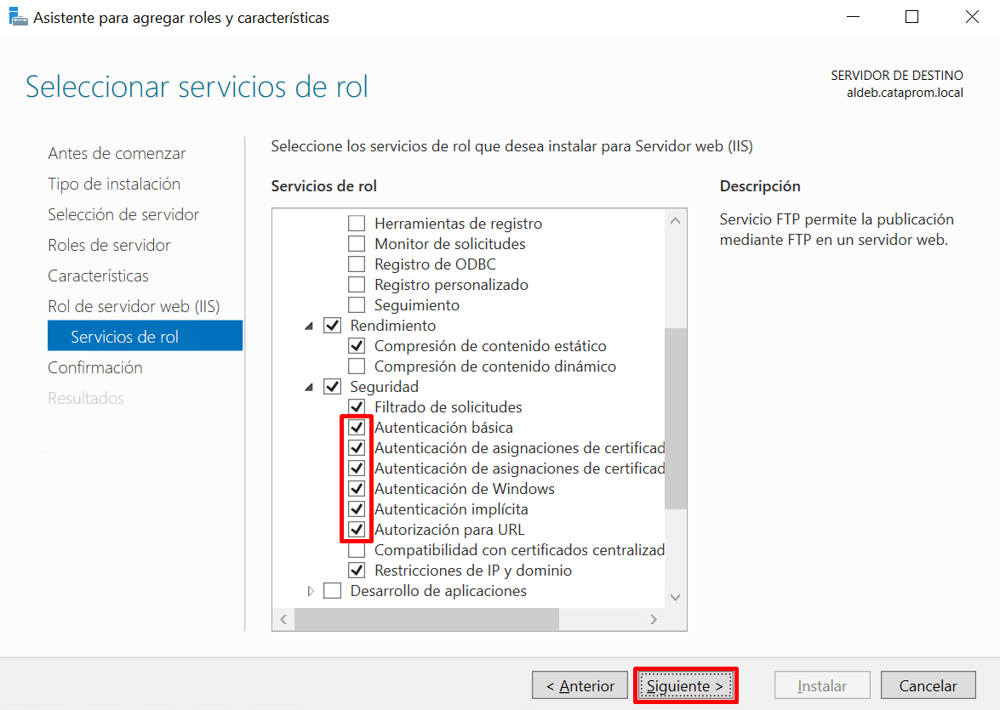 Asistente para agregar roles y características
Seleccionar servicios de rol
SERVIDOR DE DESTINO
aldeb.cataprom.local
Antes de comenzar
Tipo de instalación
Selección de servidor
Roles de servidor
Características
Rol de servidor web (IIS)
Servicios de rol
Confirmación
Resultados
Seleccione los servicios de rol que desea instalar para Servidor web (IIS)
Servicios de rol
Herramientas de registro
Monitor de solicitudes
Registro de ODBC
Registro personalizado
Seguimiento
Rendimiento
Compresión de contenido estático
Compresión de contenido dinámico
Seguridad
Filtrado de solicitudes
Autenticación básica
Autenticación de asignaciones de certificad
Autenticación de asignaciones de certificad
Autenticación de Windows
Autenticación implícita
Autorización para URL
Compatibilidad con certificados centralizad
Restricciones de IP y dominio
Desarrollo de aplicaciones
Descripción
Servicio FTP permite la publicación
mediante FTP en un servidor web.
< Anterior
Siguiente >
Instalar
Cancelar